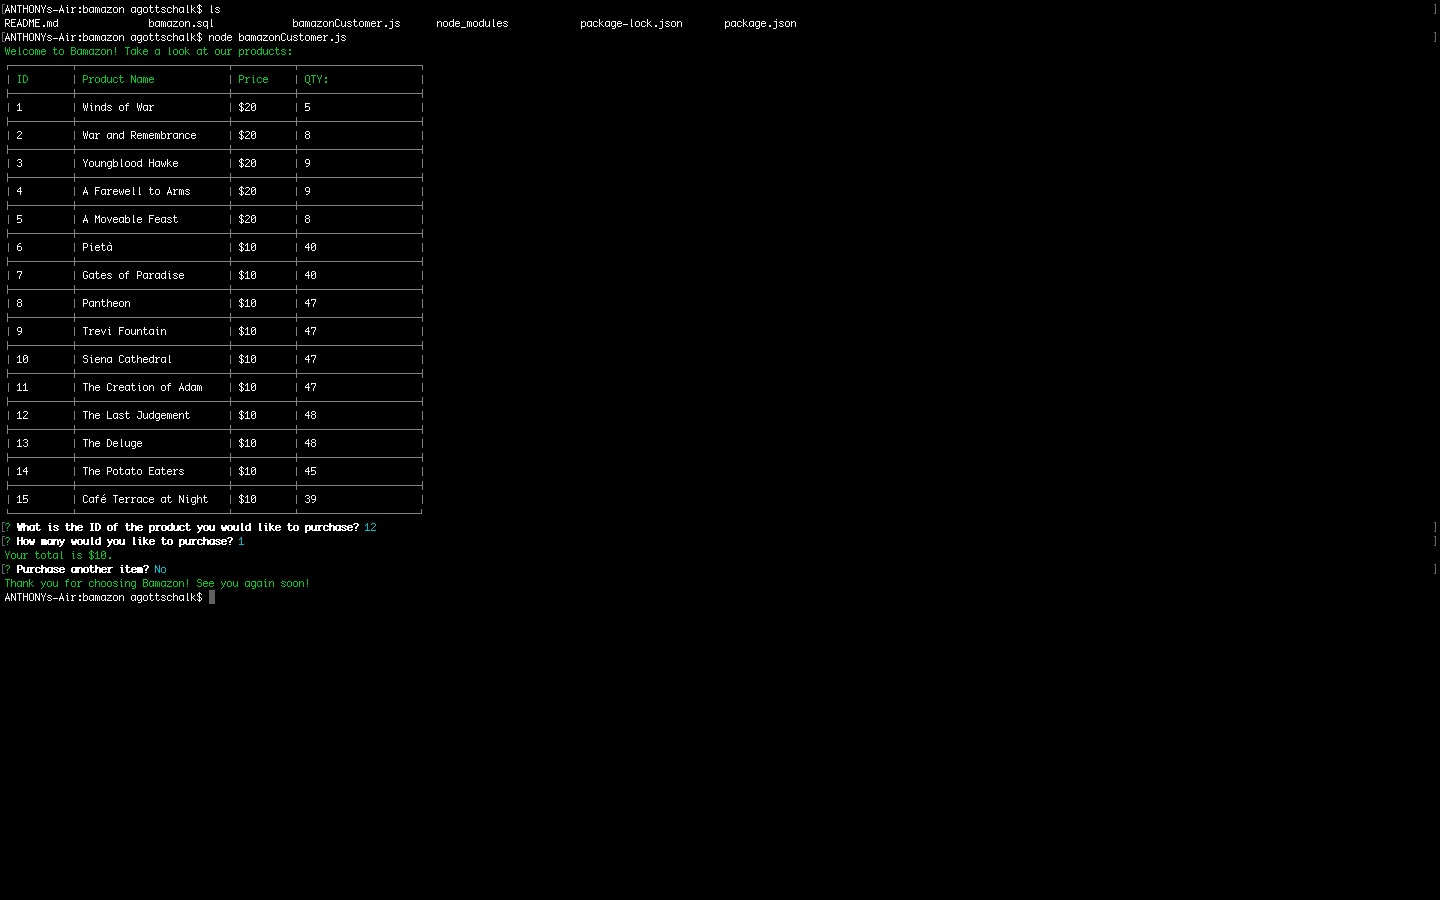 [ANTHONYs-Air:bamazon agottschalk$ ls ]
README.md bamazon.sql bamazonCustomer.js node_modules package-lock.json package.json
[ANTHONYs-Air:bamazon agottschalk$ node bamazonCustomer.js ]
Welcome to Bamazon! Take a look at our products:
| ID | Product Name | Price | QTY: |
| 1 | Winds of War | $20 | 5 |
| 2 | War and Remembrance | $20 | 8 |
| 3 | Youngblood Hawke | $20 | 9 |
| 4 | A Farewell to Arms | $20 | 9 |
| 5 | A Moveable Feast | $20 | 8 |
| 6 | Pietà | $10 | 40 |
| 7 | Gates of Paradise | $10 | 40 |
| 8 | Pantheon | $10 | 47 |
| 9 | Trevi Fountain | $10 | 47 |
| 10 | Siena Cathedral | $10 | 47 |
| 11 | The Creation of Adam | $10 | 47 |
| 12 | The Last Judgement | $10 | 48 |
| 13 | The Deluge | $10 | 48 |
| 14 | The Potato Eaters | $10 | 45 |
| 15 | Café Terrace at Night | $10 | 39 |
[? What is the ID of the product you would like to purchase? 12 ]
[? How many would you like to purchase? 1 ]
Your total is $10.
[? Purchase another item? No ]
Thank you for choosing Bamazon! See you again soon!
ANTHONYs-Air:bamazon agottschalk$